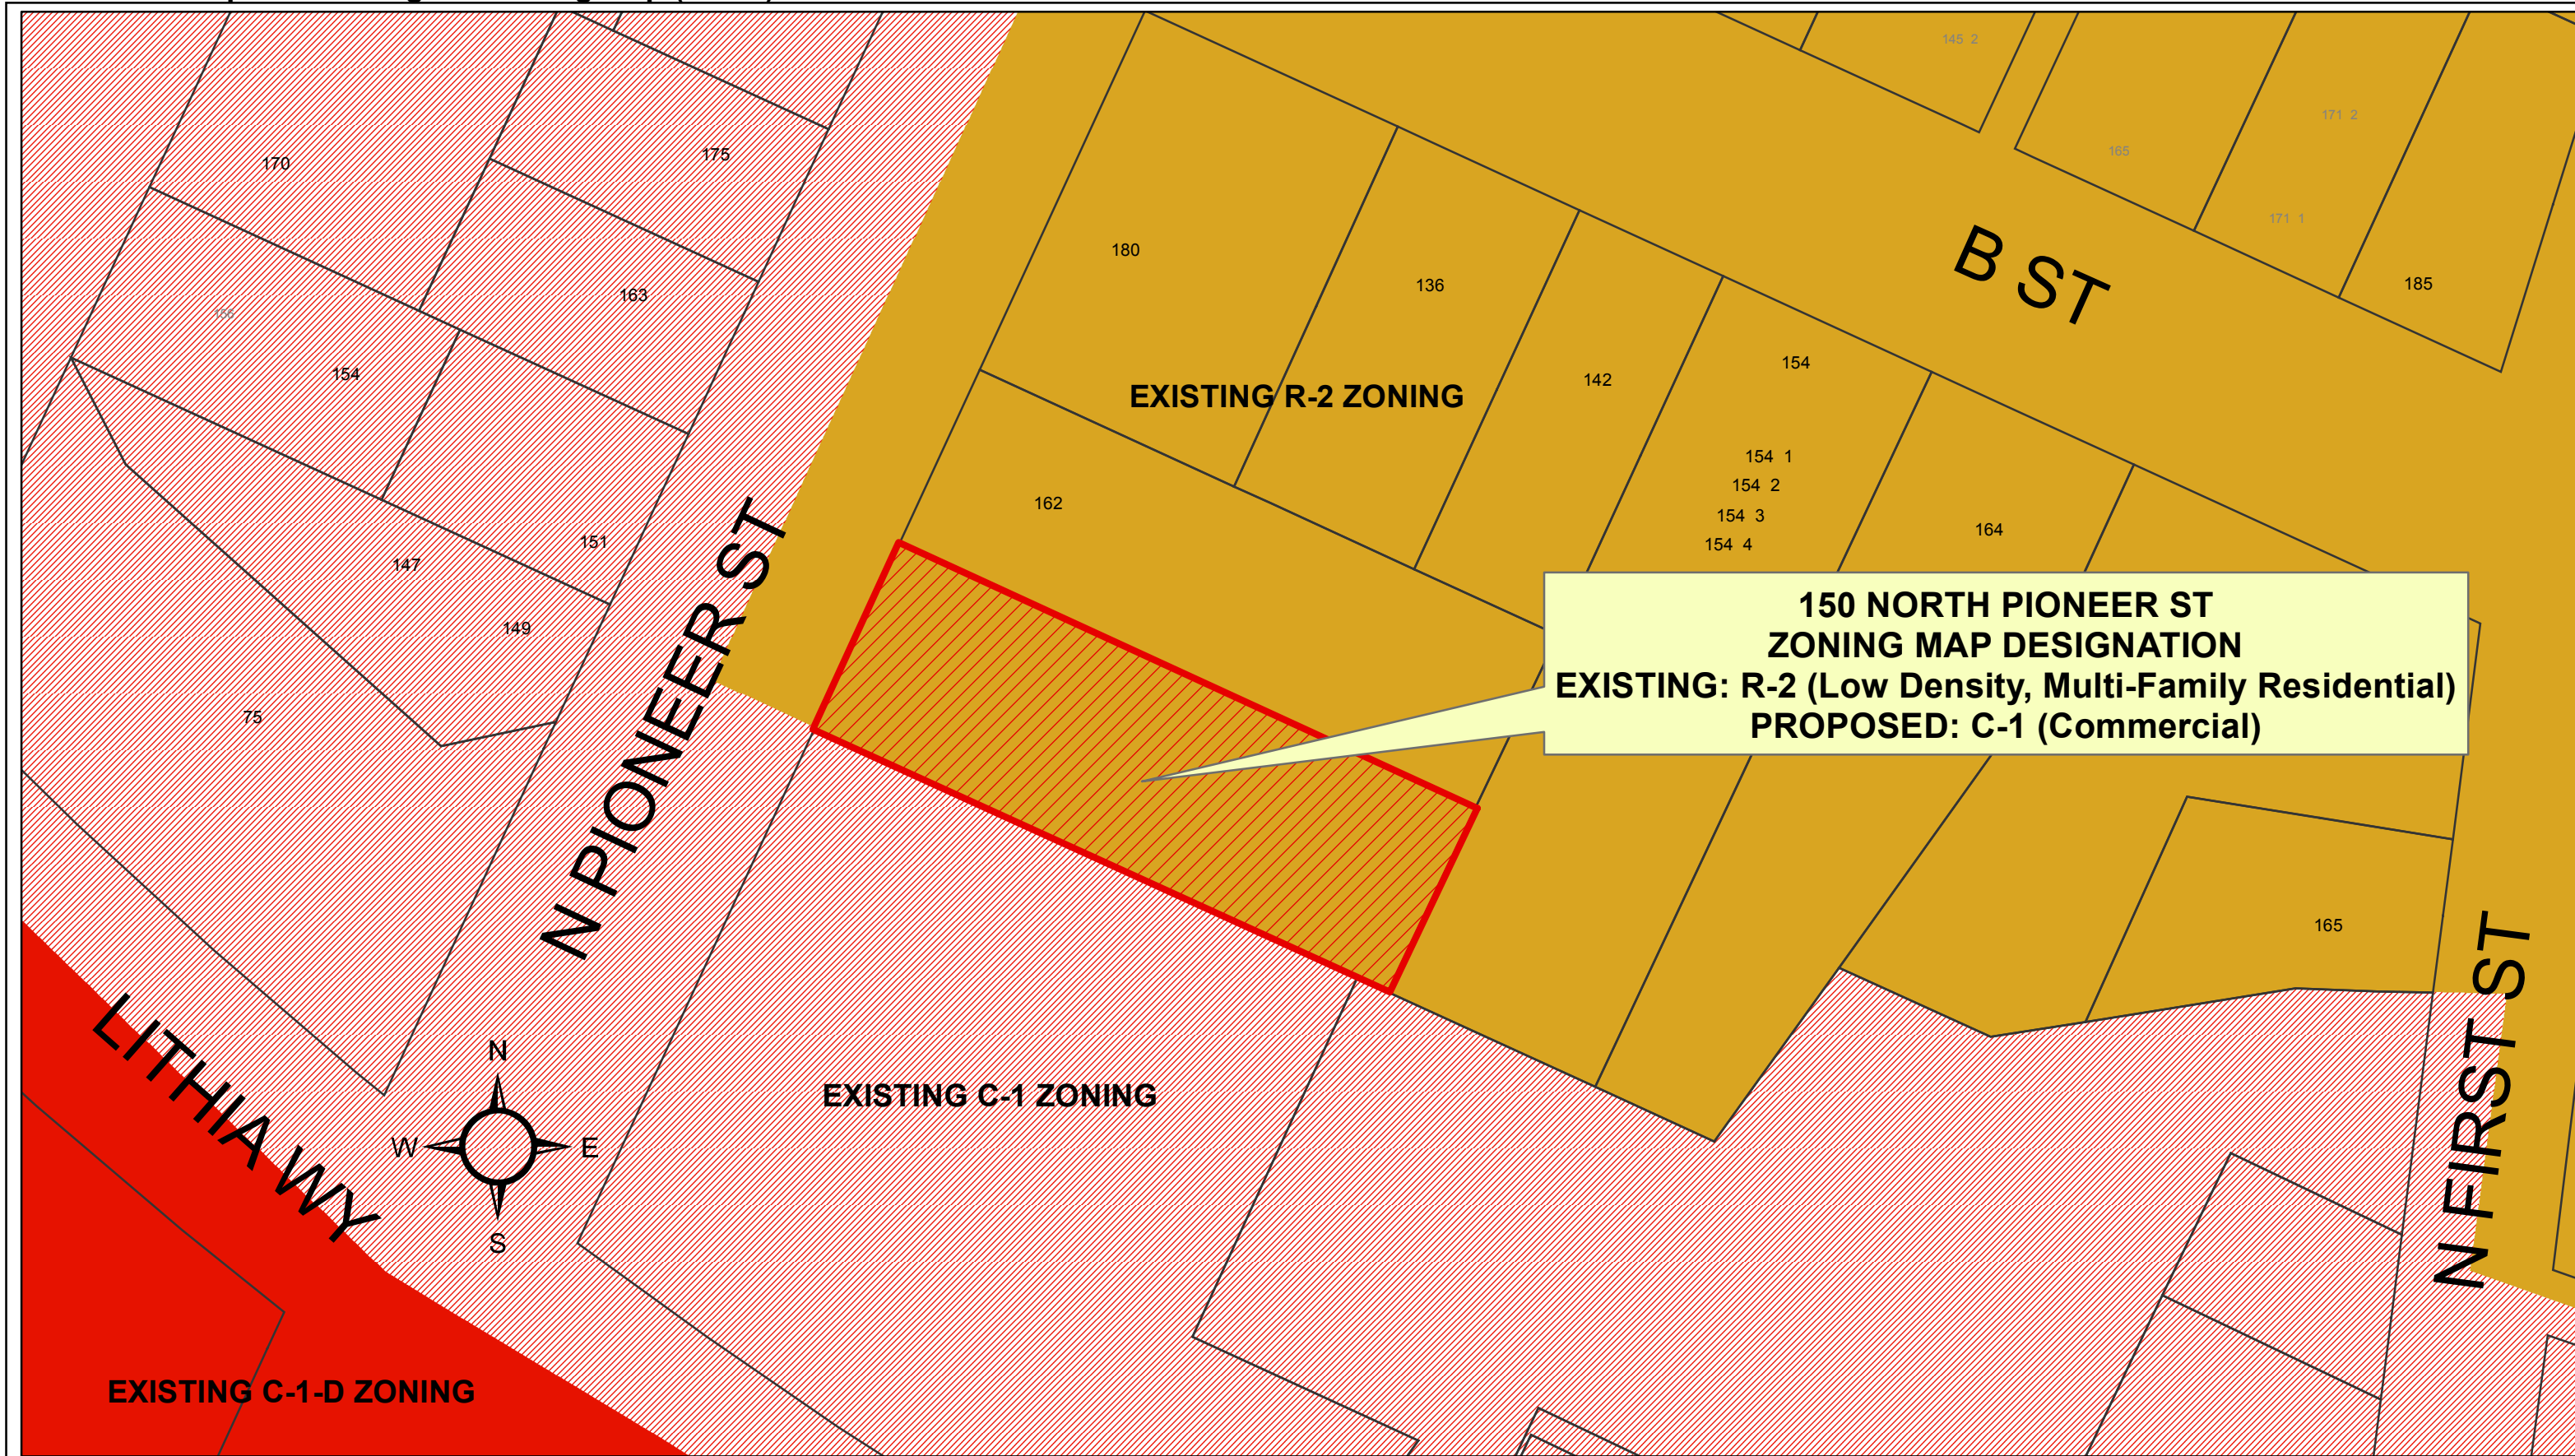 145 2
171 2
165
175
170
171 1
180
185
136
B ST
163
156
154
154
142
EXISTING R-2 ZONING
154 1
154 2
154 3
154 4
162
164
151
147
149
N PIONEER ST
150 NORTH PIONEER ST
ZONING MAP DESIGNATION
EXISTING: R-2 (Low Density, Multi-Family Residential)
PROPOSED: C-1 (Commercial)
75
165
N FIRST ST
LITHIA WY
N
W
E
S
EXISTING C-1 ZONING
EXISTING C-1-D ZONING